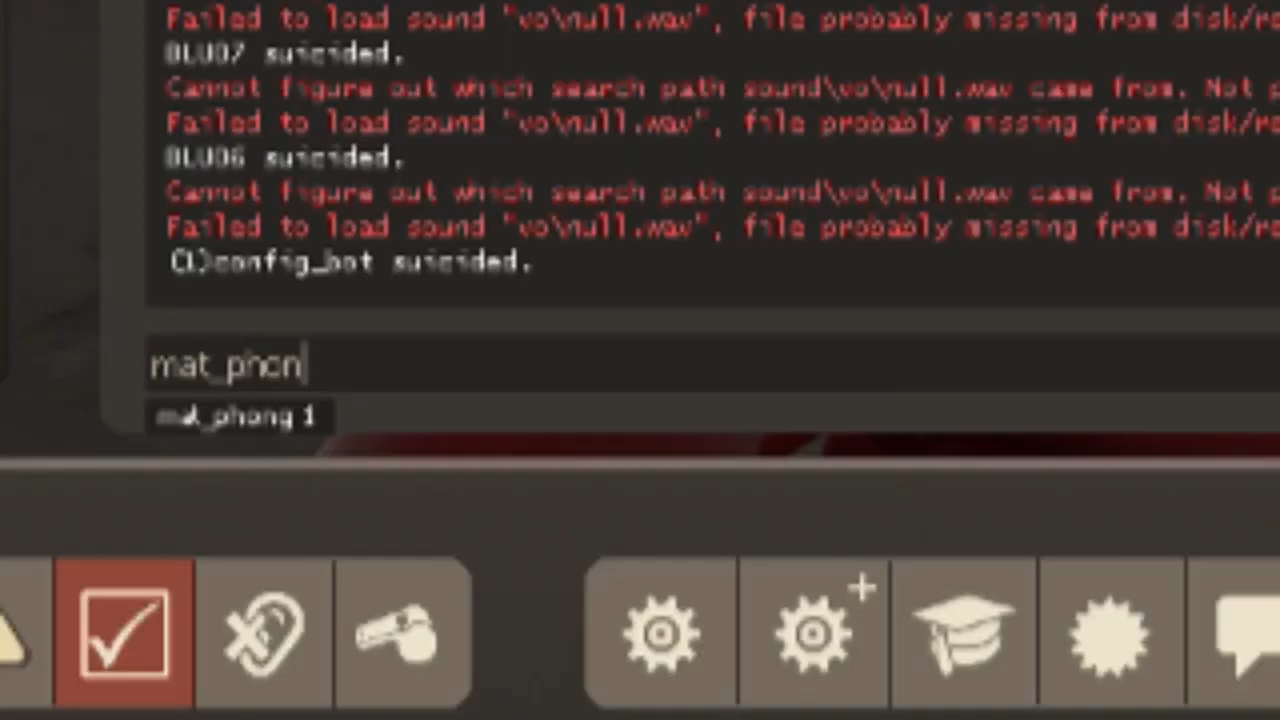 Failed to load sound "vo\null.wav", file probably missing from disk/re
BLU07 suicided.
Cannot figure out which search path sound\vo\null.wav came from. Not p
Failed to load sound "vo\null.wav", file probably missing from disk/re
BLU06 suicided.
Cannot figure out which search path sound\vo\null.wav came from. Not p
Failed to load sound "vo\null.wav", file probably missing from disk/re
(1)config_bot suicided.
mat_phon
mat_phong 1